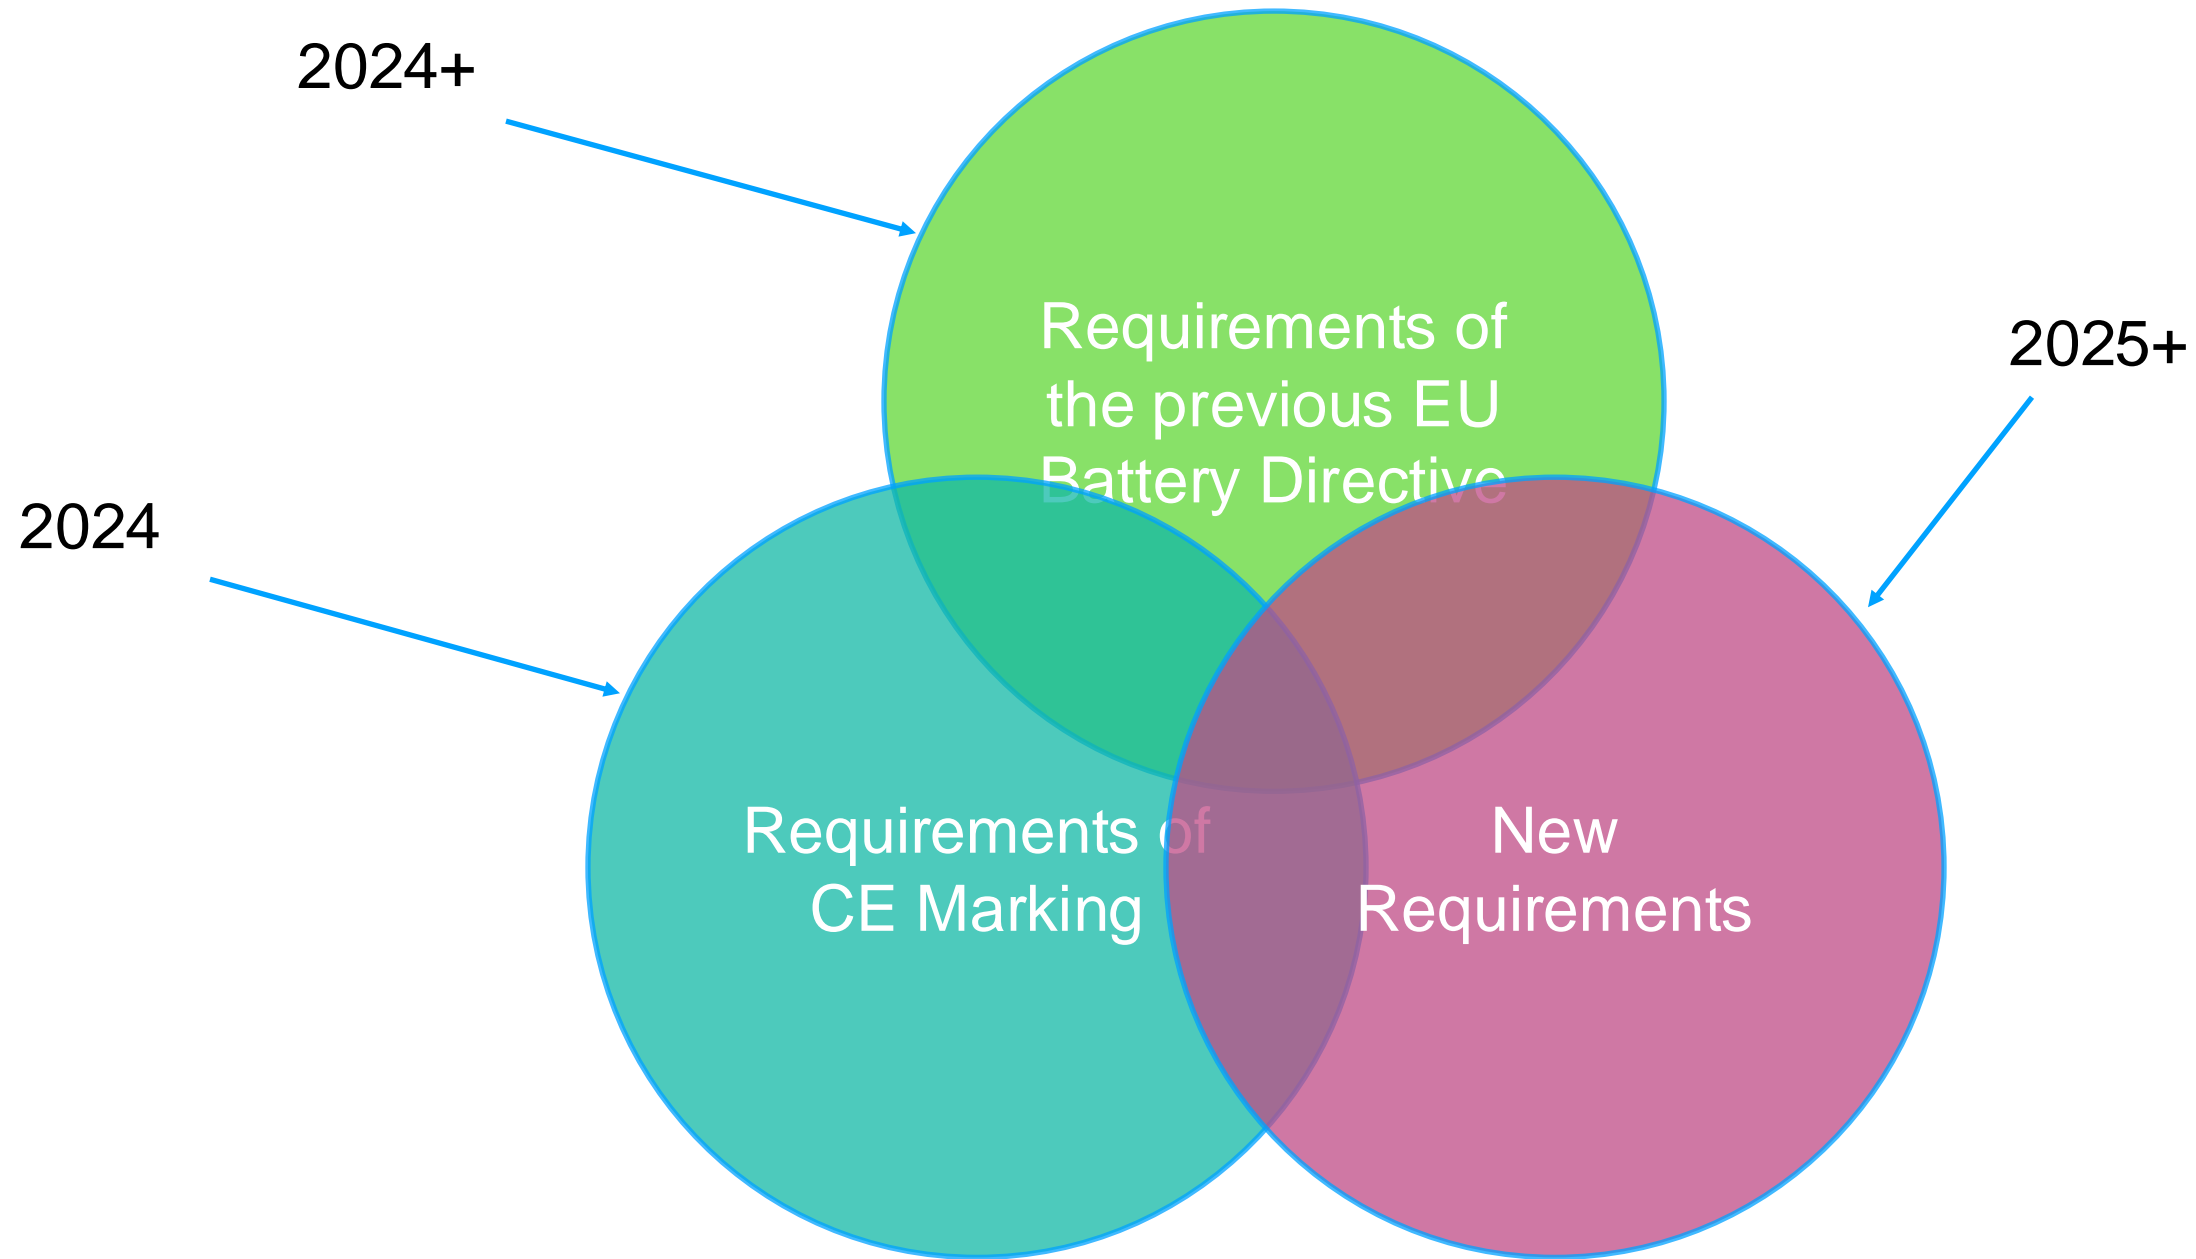 2024+
Requirements of
the previous EU
Battery Directive
2025+
2024
Requirements of
CE Marking
New
Requirements